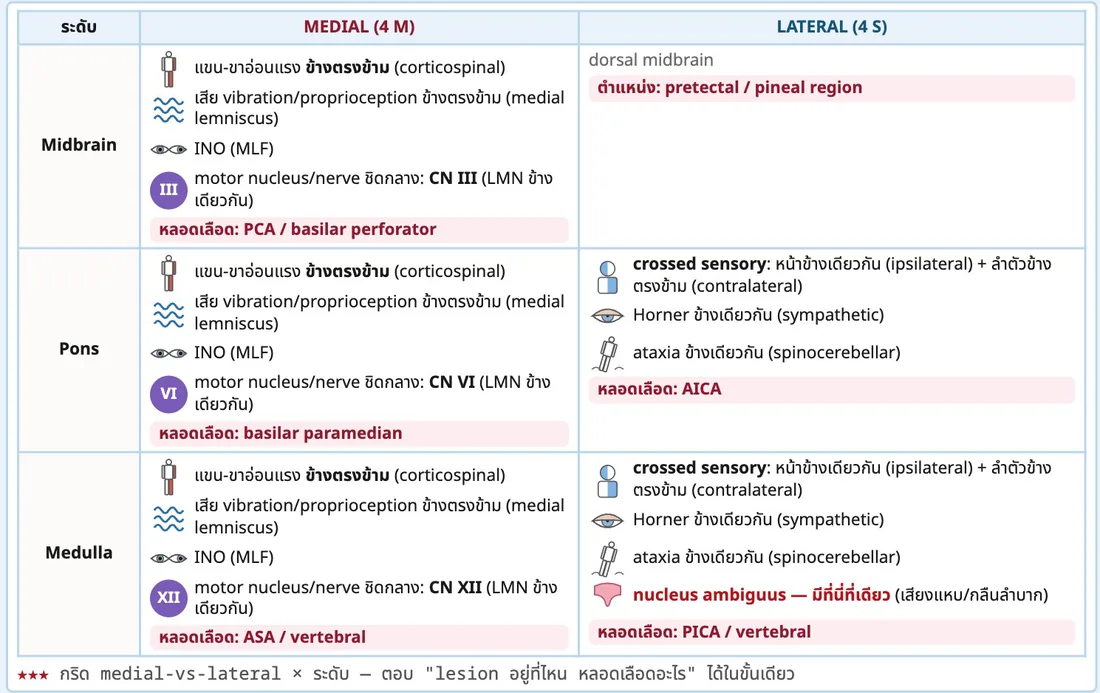 ระดับ
MEDIAL (4 M)
LATERAL (4 S)
Midbrain
แขน-ขาอ่อนแรง ข้างตรงข้าม (corticospinal)
เสีย vibration/proprioception ข้างตรงข้าม (medial
lemniscus)
INO (MLF)
III
motor nucleus/nerve ชิดกลาง: CN III (LMN ข้าง
เดียวกัน)
หลอดเลือด: PCA / basilar perforator
dorsal midbrain
ตำแหน่ง: pretectal / pineal region
Pons
แขน-ขาอ่อนแรง ข้างตรงข้าม (corticospinal)
เสีย vibration/proprioception ข้างตรงข้าม (medial
lemniscus)
INO (MLF)
VI
motor nucleus/nerve ชิดกลาง: CN VI (LMN ข้าง
เดียวกัน)
หลอดเลือด: basilar paramedian
crossed sensory: หน้าข้างเดียวกัน (ipsilateral) + ลำตัวข้าง
ตรงข้าม (contralateral)
Horner ข้างเดียวกัน (sympathetic)
ataxia ข้างเดียวกัน (spinocerebellar)
หลอดเลือด: AICA
Medulla
แขน-ขาอ่อนแรง ข้างตรงข้าม (corticospinal)
เสีย vibration/proprioception ข้างตรงข้าม (medial
lemniscus)
INO (MLF)
XII
motor nucleus/nerve ชิดกลาง: CN XII (LMN ข้าง
เดียวกัน)
หลอดเลือด: ASA / vertebral
crossed sensory: หน้าข้างเดียวกัน (ipsilateral) + ลำตัวข้าง
ตรงข้าม (contralateral)
Horner ข้างเดียวกัน (sympathetic)
ataxia ข้างเดียวกัน (spinocerebellar)
nucleus ambiguus — มีที่นี่ที่เดียว (เสียงแหบ/กลืนลำบาก)
หลอดเลือด: PICA / vertebral
★★★ กริด medial-vs-lateral × ระดับ — ตอบ "lesion อยู่ที่ไหน หลอดเลือดอะไร" ได้ในขั้นเดียว